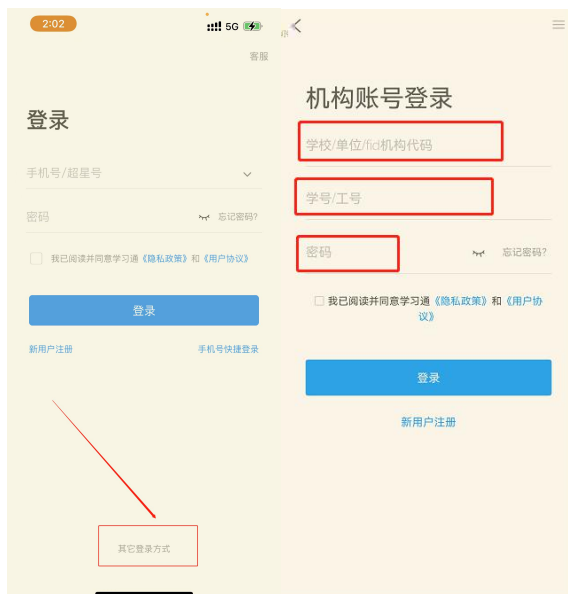 2:02
5G
客服
登录
手机号/超星号
密码
忘记密码?
我已阅读并同意学习通《隐私政策》和《用户协议》
登录
新用户注册
手机号快捷登录
其它登录方式
机构账号登录
学校/单位/fid机构代码
学号/工号
密码
忘记密码?
我已阅读并同意学习通《隐私政策》和《用户协
议》
登录
新用户注册